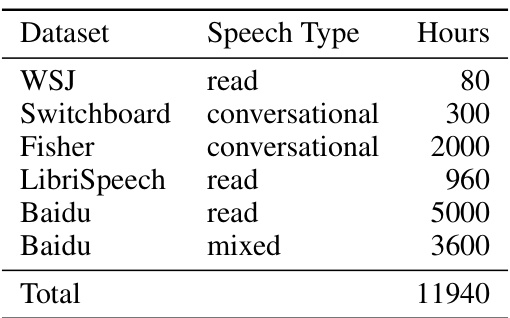 Dataset Speech Type Hours
WSJ read 80
Switchboard conversational 300
Fisher conversational 2000
LibriSpeech read 960
Baidu read 5000
Baidu mixed 3600
Total 11940